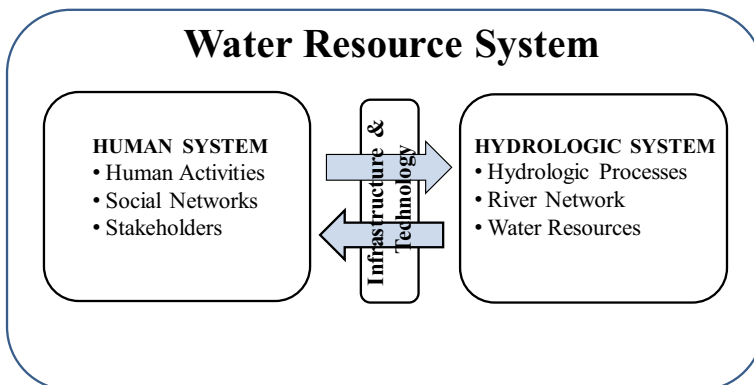 Water Resource System
HUMAN SYSTEM
• Human Activities
• Social Networks
• Stakeholders
Infrastructure &
Technology
HYDROLOGIC SYSTEM
• Hydrologic Processes
• River Network
• Water Resources